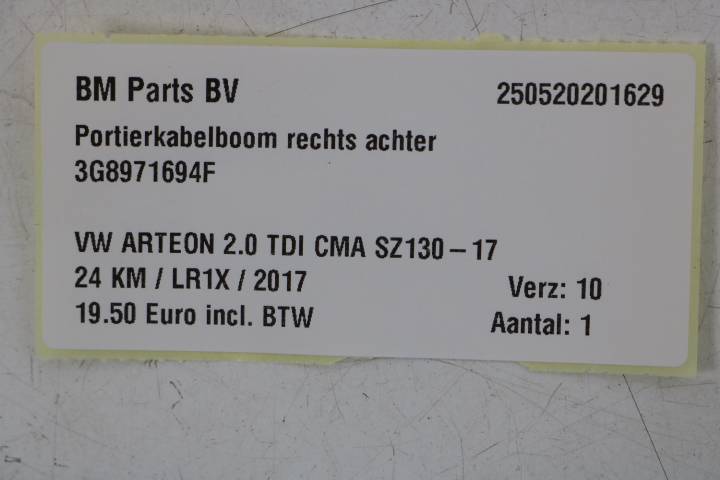 BM Parts BV 250520201629
Portierkabelboom rechts achter
3G8971694F
VW ARTEON 2.0 TDI CMA SZ130-17
24 KM / LR1X / 2017 Verz: 10
19.50 Euro incl. BTW Aantal: 1